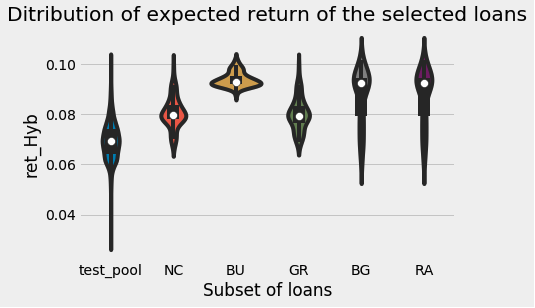 Ditribution of expected return of the selected loans
ret_Hyb
0.10
0.08
0.06
0.04
test_pool NC BU GR BG RA
Subset of loans